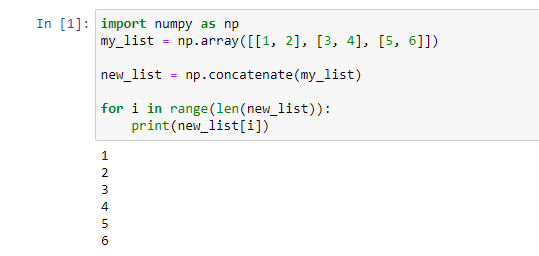 In [1]: import numpy as np
my_list = np.array([[1, 2], [3, 4], [5, 6]])
new_list = np.concatenate(my_list)
for i in range(len(new_list)):
    print(new_list[i])
1
2
3
4
5
6